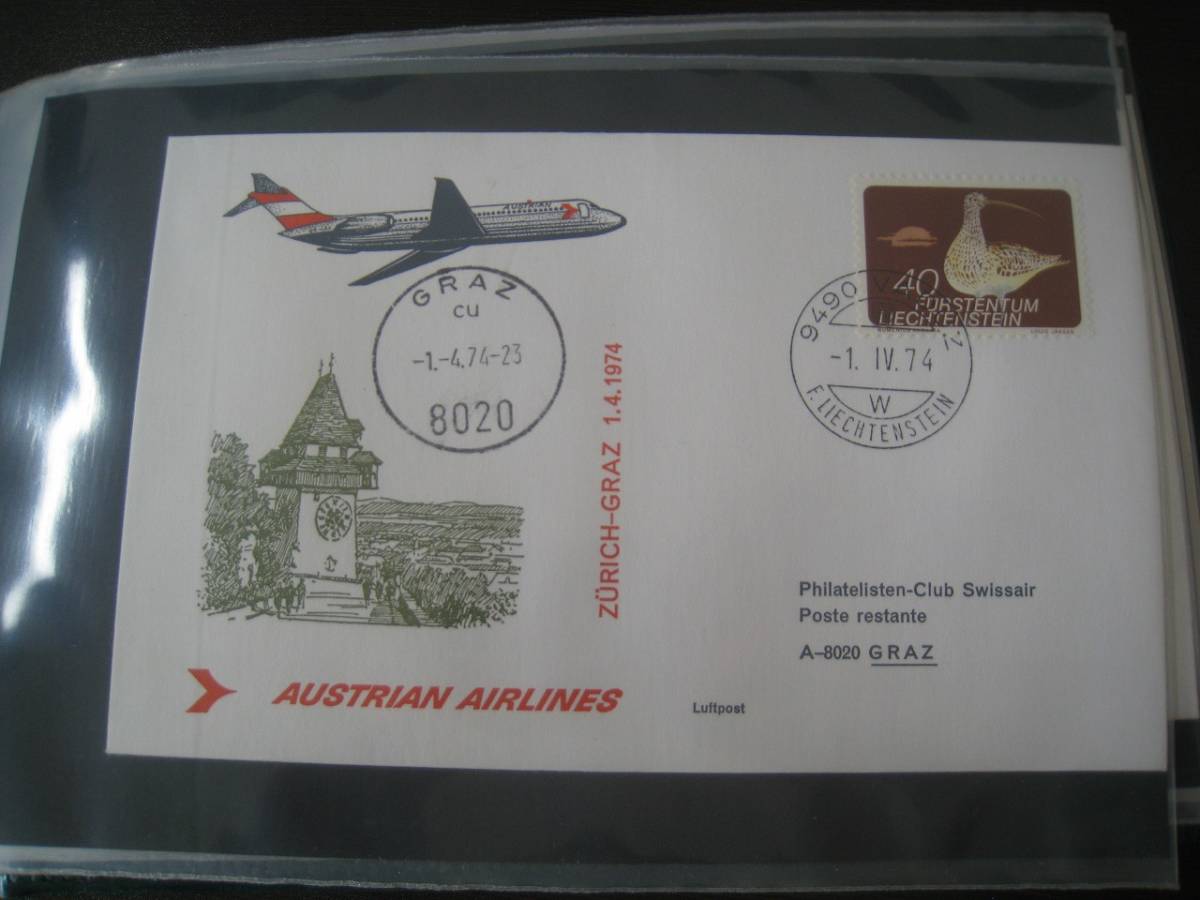 AUSTRIAN
GRAZ
cu
-1.-4.74-23
8020
ZÜRICH-GRAZ 1.4.1974
40
FÜRSTENTUM
LIECHTENSTEIN
9490
-1. IV. 74
W
F. LIECHTENSTEIN
Philatelisten-Club Swissair
Poste restante
A-8020 GRAZ
AUSTRIAN AIRLINES
Luftpost